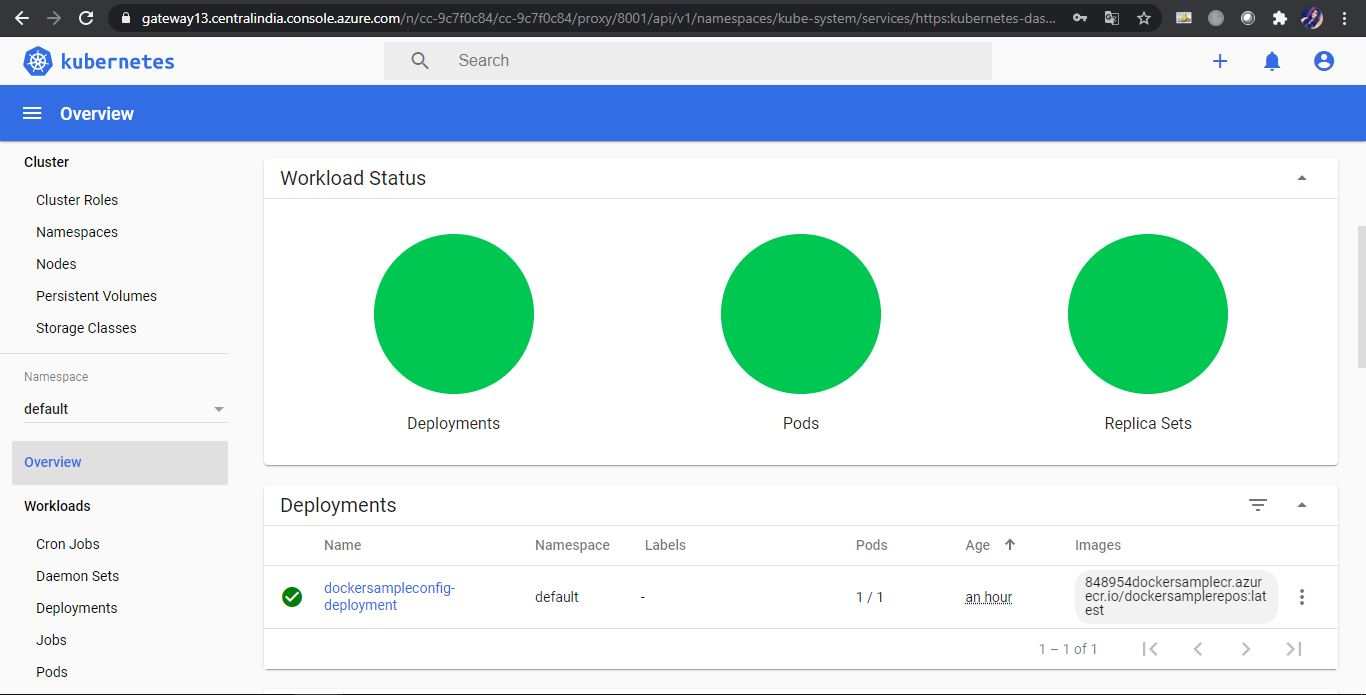 gateway13.centralindia.console.azure.com/n/cc-9c7f0c84/cc-9c7f0c84/proxy/8001/api/v1/namespaces/kube-system/services/https:kubernetes-das...
kubernetes
Search
Overview
Cluster
Cluster Roles
Namespaces
Nodes
Persistent Volumes
Storage Classes
Namespace
default
Overview
Workloads
Cron Jobs
Daemon Sets
Deployments
Jobs
Pods
Workload Status
Deployments
Pods
Replica Sets
Deployments
Name
Namespace
Labels
Pods
Age
Images
dockersampleconfig-
deployment
default
-
1 / 1
an hour
848954dockersamplecr.azur
ecr.io/dockersamplerepos:lat
est
1 – 1 of 1